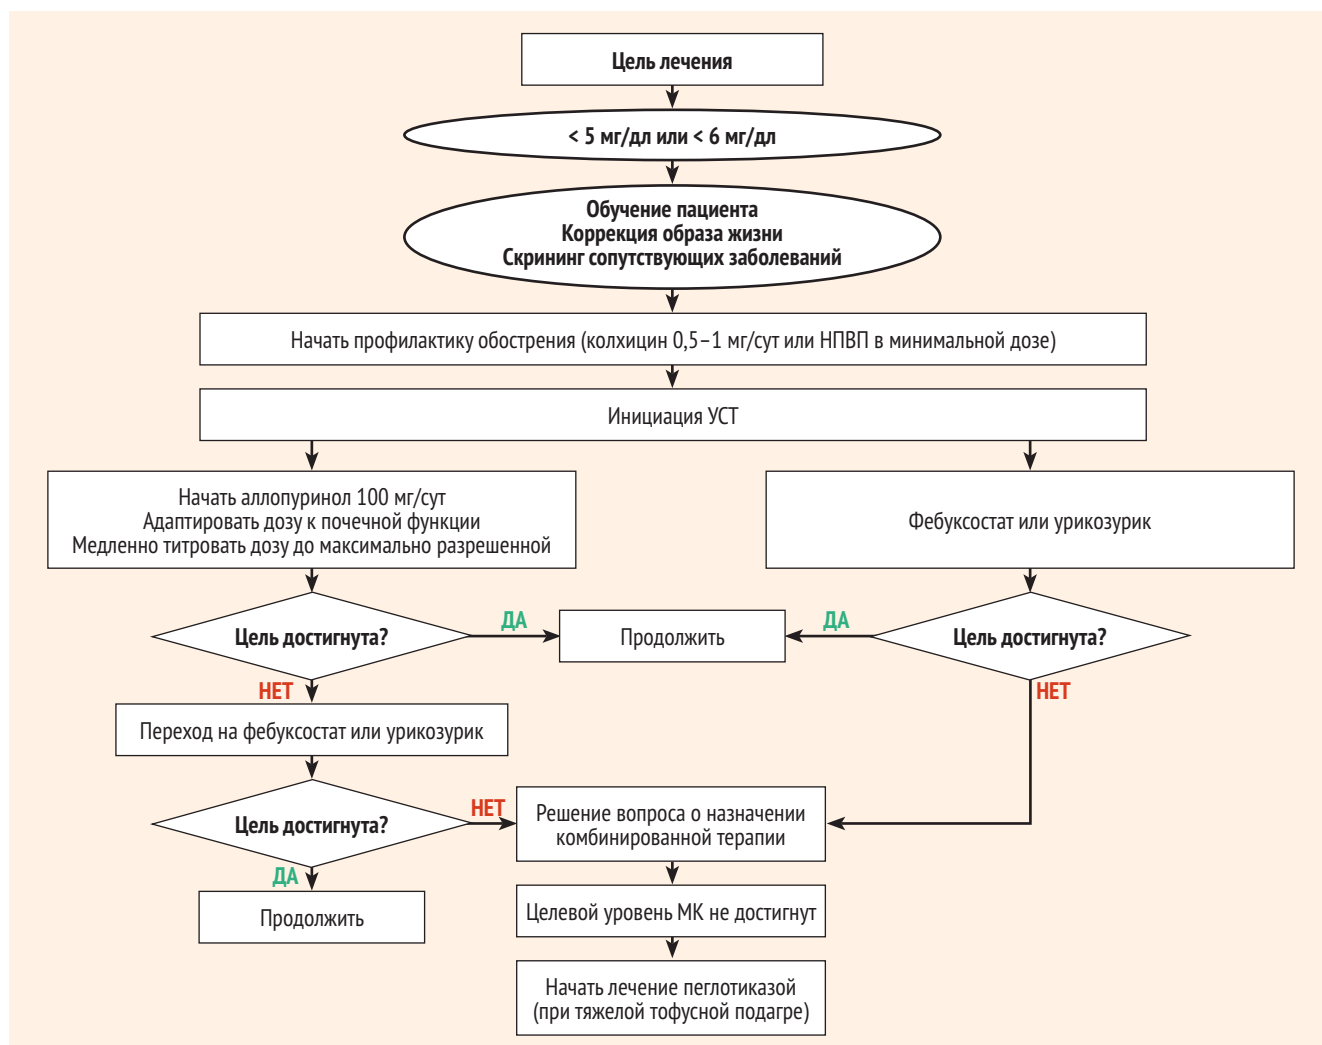 Цель лечения
< 5 мг/дл или < 6 мг/дл
Обучение пациента
Коррекция образа жизни
Скрининг сопутствующих заболеваний
Начать профилактику обострения (колхицин 0,5–1 мг/сут или НПВП в минимальной дозе)
Инициация УСТ
Начать аллопуринол 100 мг/сут
Адаптировать дозу к почечной функции
Медленно титровать дозу до максимально разрешенной
Фебуксостат или урикозурик
Цель достигнута?
ДА
Продолжить
ДА
Цель достигнута?
НЕТ
НЕТ
Переход на фебуксостат или урикозурик
Цель достигнута?
НЕТ
Решение вопроса о назначении
комбинированной терапии
ДА
Продолжить
Целевой уровень МК не достигнут
Начать лечение пеглотиказой
(при тяжелой тофусной подагре)